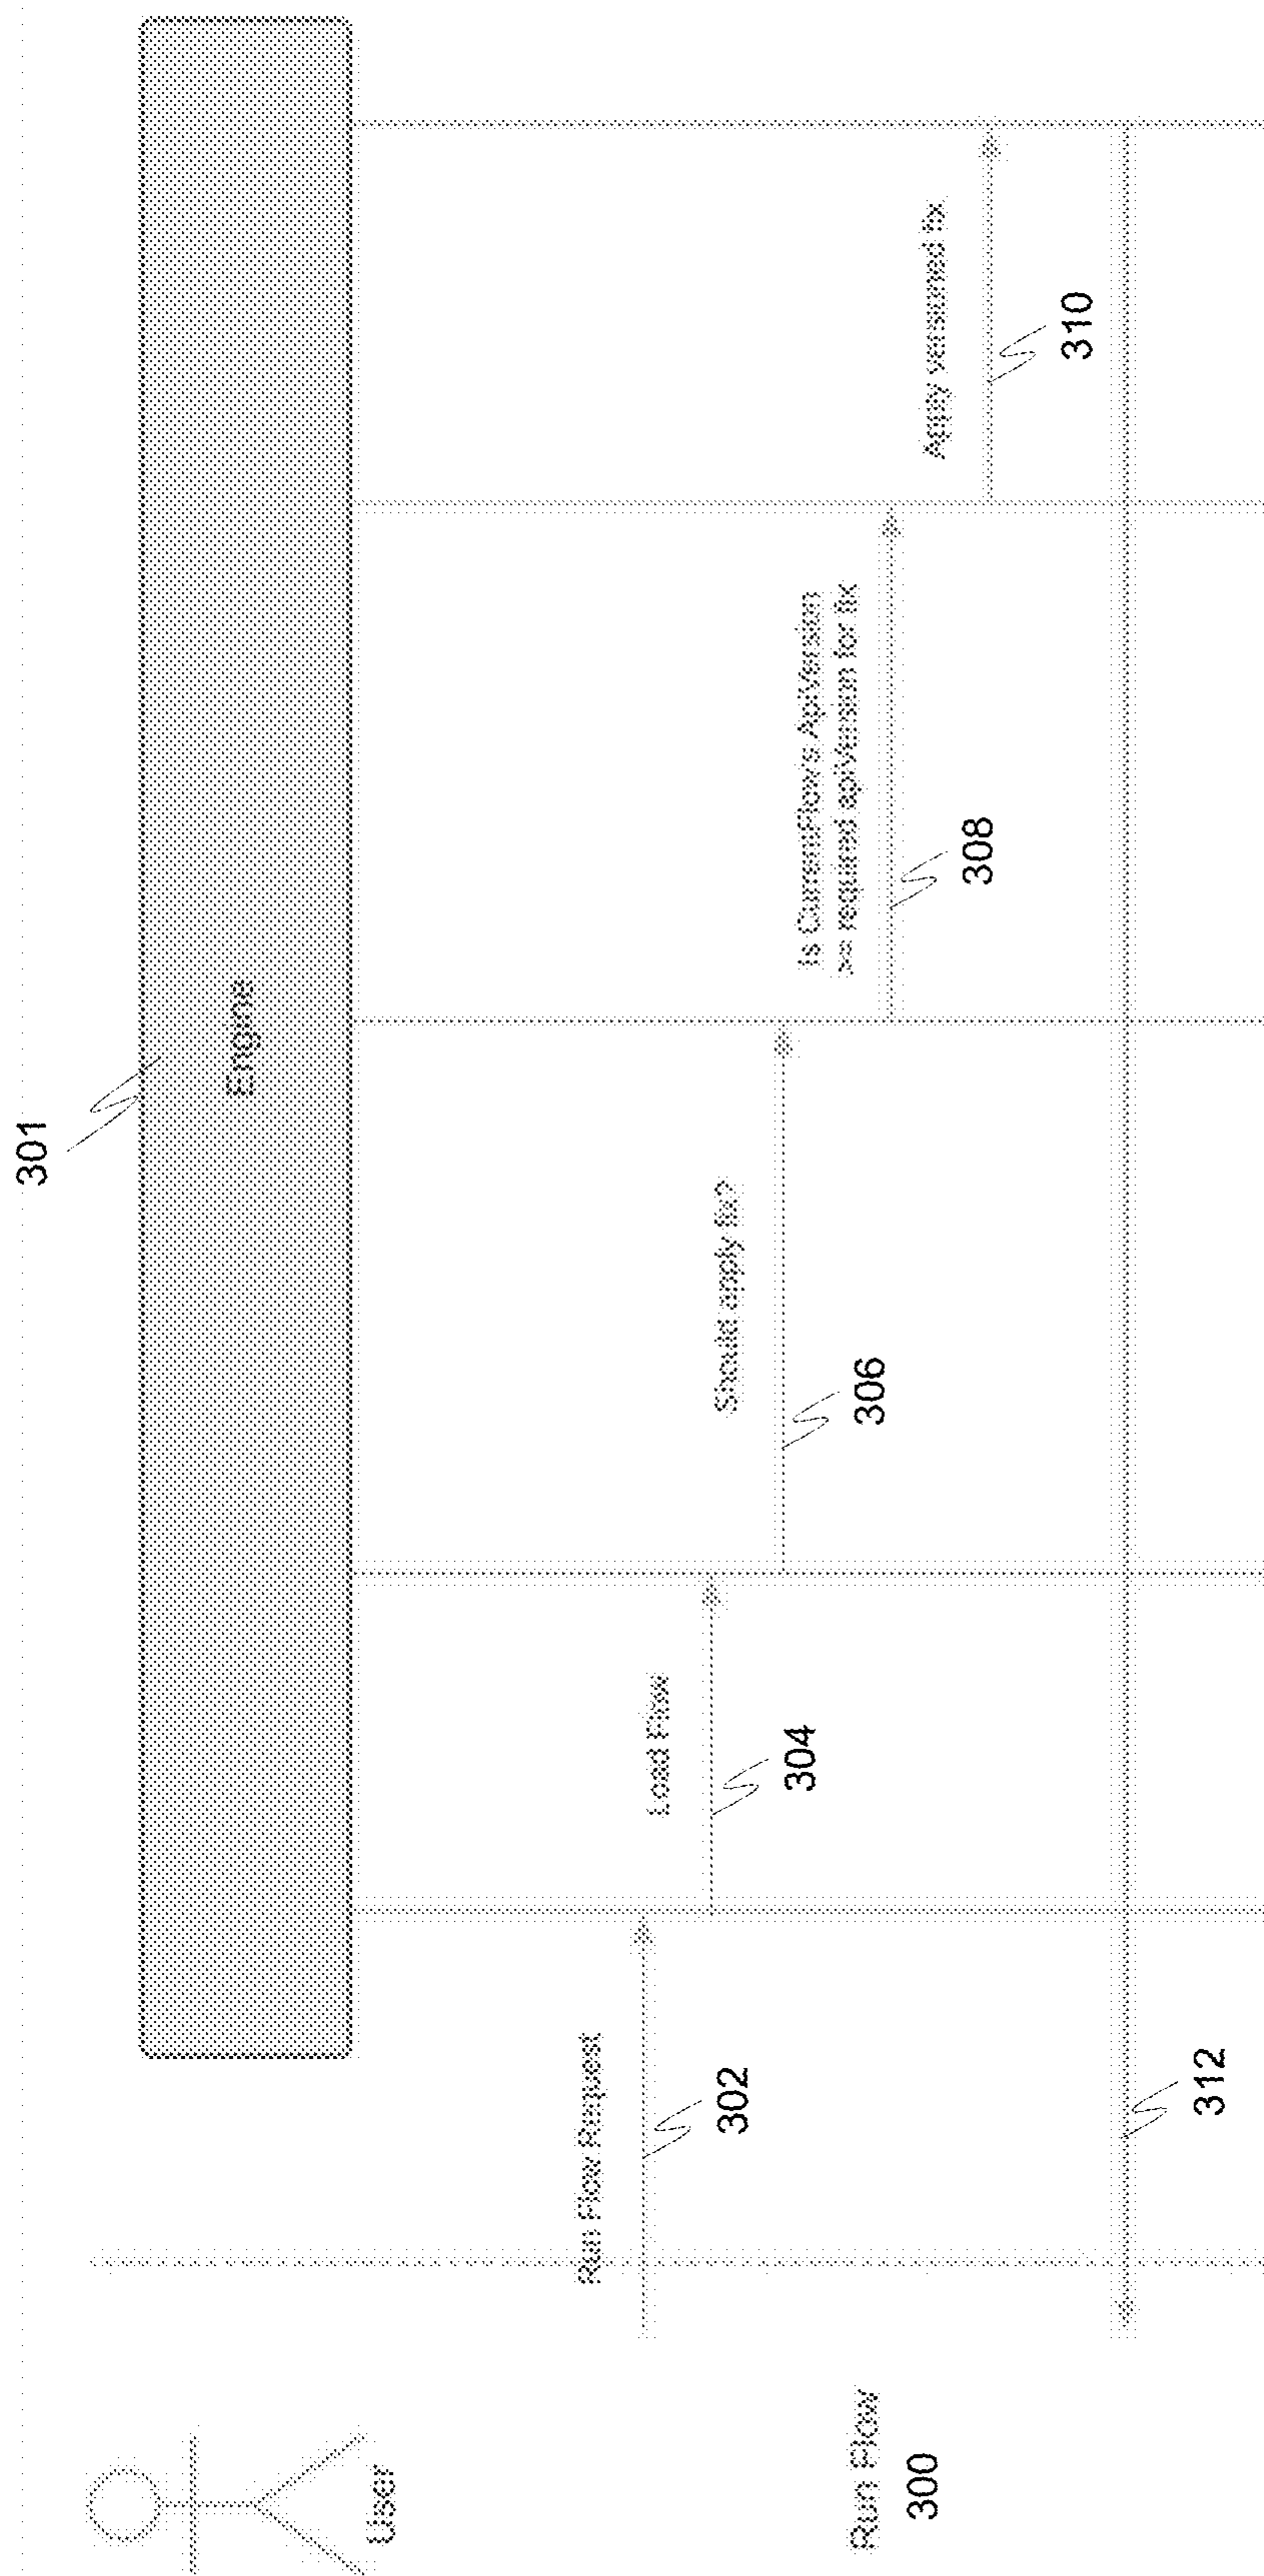 301
Engine
User
Run Flow Request
302
Load Flow
304
Should apply fix?
306
Is CurrentFlow's ApiVersion
>= required apiVersion for fix
308
Apply versioned fix
310
Run Flow
300
312